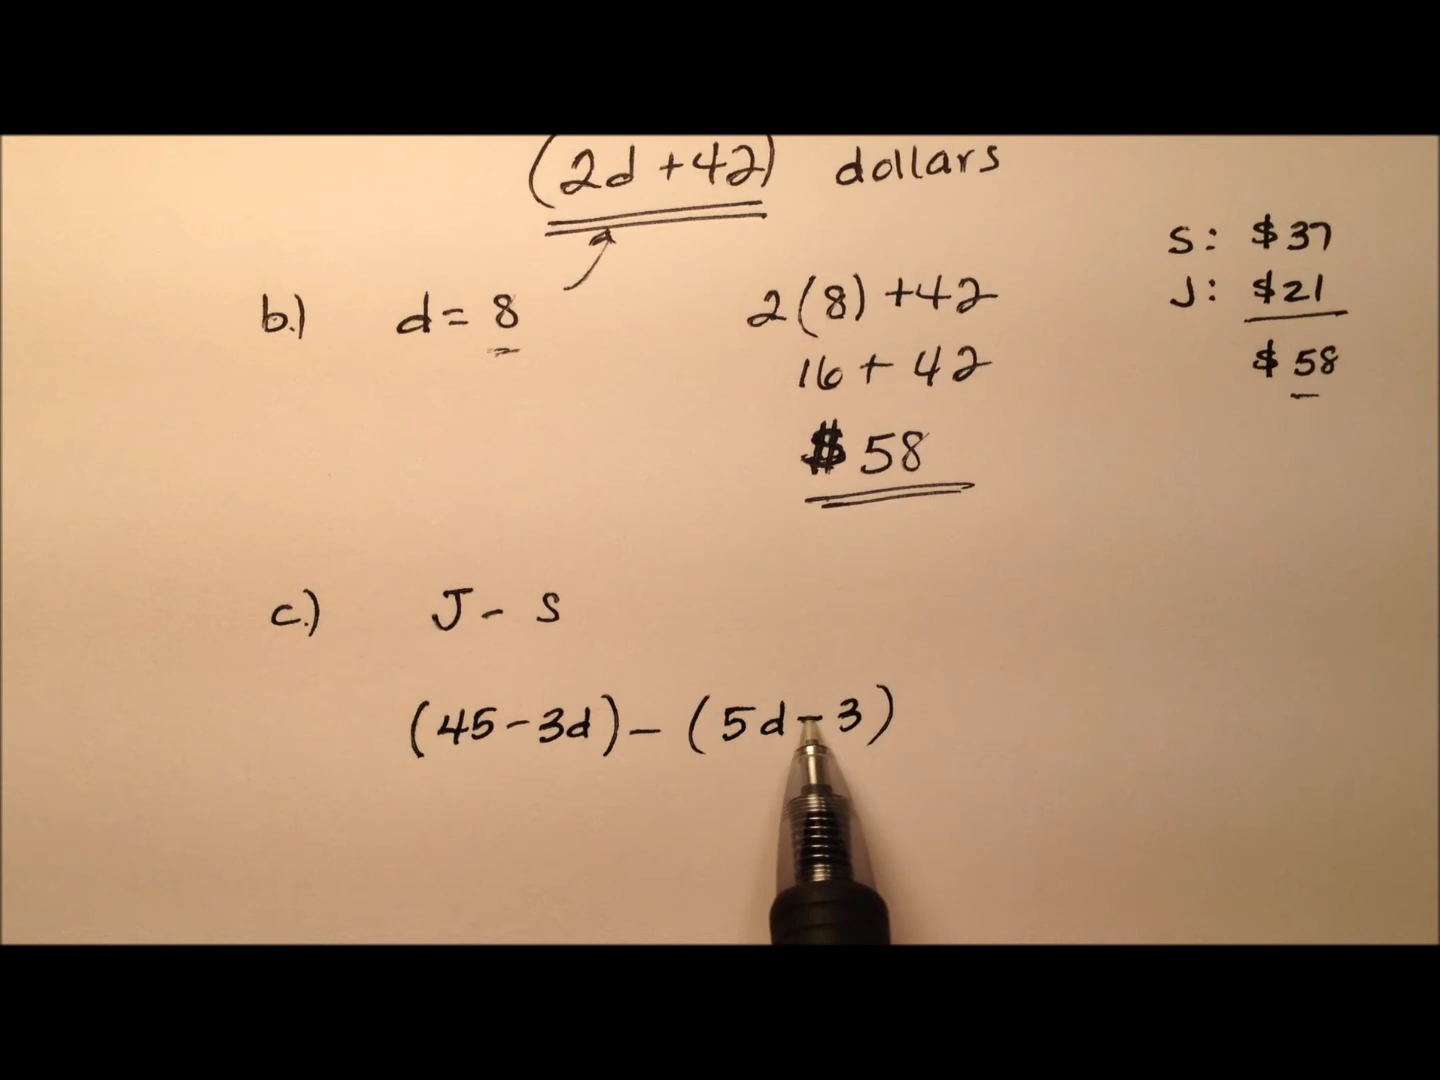 (2d + 42) dollars
b.) d = 8
2(8) + 42
16 + 42
$58
S: $37
J: $21
$58
c.) J - S
(45 - 3d) - (5d - 3)